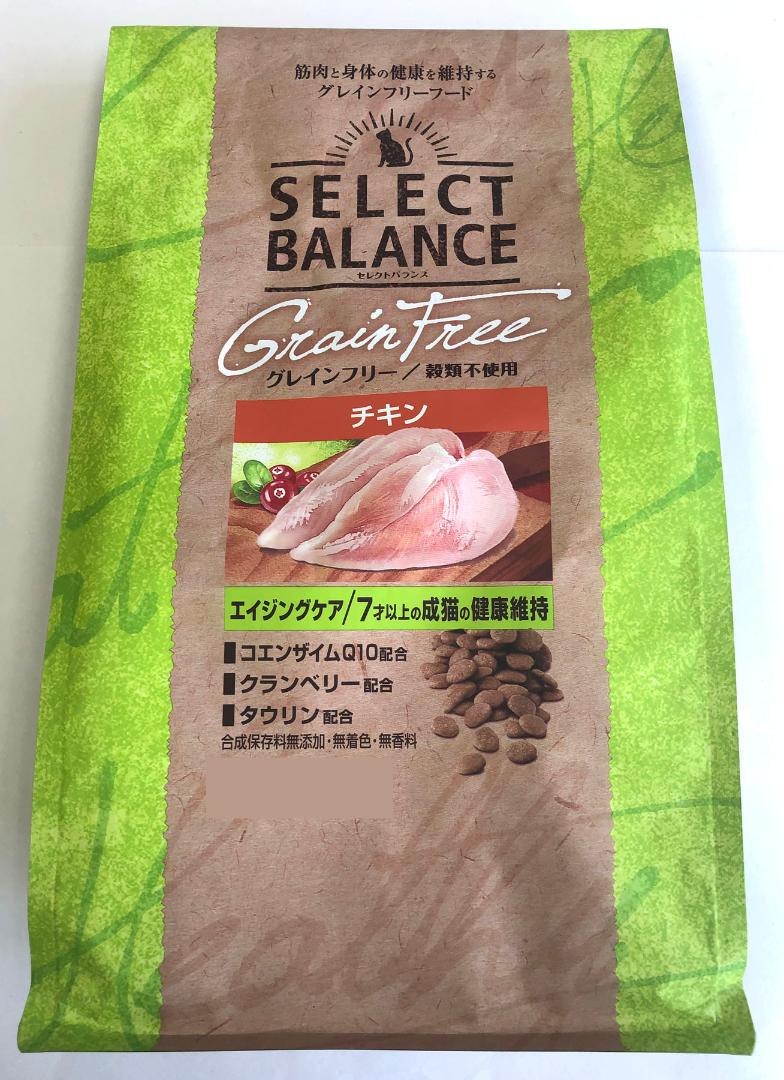 筋肉と身体の健康を維持する
グレインフリーフード
SELECT
BALANCE
セレクトバランス
Grain Free
グレインフリー／穀類不使用
チキン
エイジングケア/7才以上の成猫の健康維持
コエンザイムQ10配合
クランベリー配合
タウリン配合
合成保存料無添加・無着色・無香料